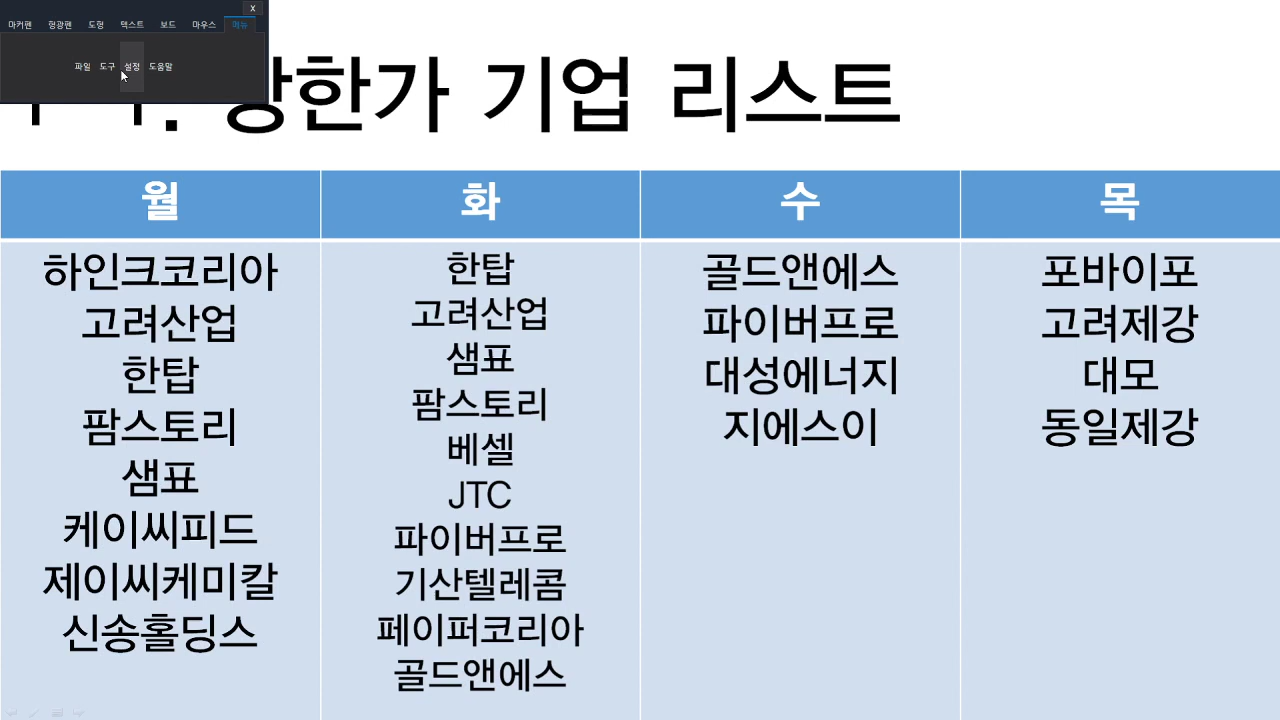 x
마커펜 형광펜 도형 텍스트 보드 마우스 메뉴
파일 도구 설정 도움말
상한가 기업 리스트
월 화 수 목
하인크코리아
고려산업
한탑
팜스토리
샘표
케이씨피드
제이씨케미칼
신송홀딩스
한탑
고려산업
샘표
팜스토리
베셀
JTC
파이버프로
기산텔레콤
페이퍼코리아
골드앤에스
골드앤에스
파이버프로
대성에너지
지에스이
포바이포
고려제강
대모
동일제강